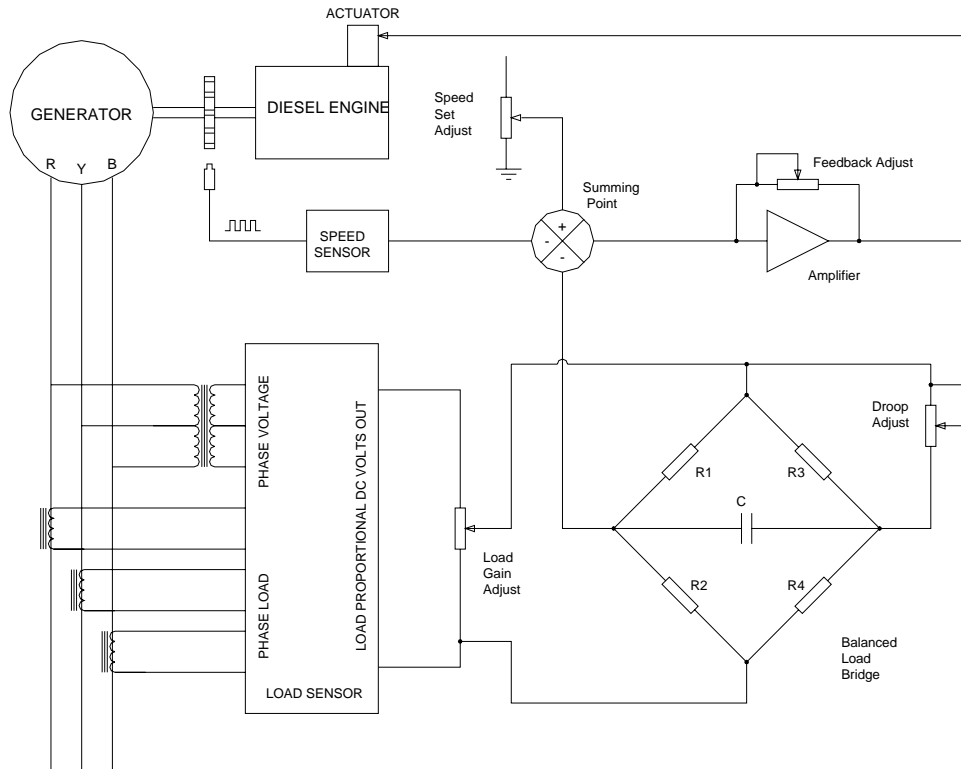 ACTUATOR
GENERATOR
DIESEL ENGINE
R
Y
B
Speed
Set
Adjust
Summing
Point
+
-
-
Feedback Adjust
SPEED
SENSOR
Amplifier
PHASE VOLTAGE
PHASE LOAD
LOAD PROPORTIONAL DC VOLTS OUT
LOAD SENSOR
Load
Gain
Adjust
Droop
Adjust
R1
R3
C
R2
R4
Balanced
Load
Bridge